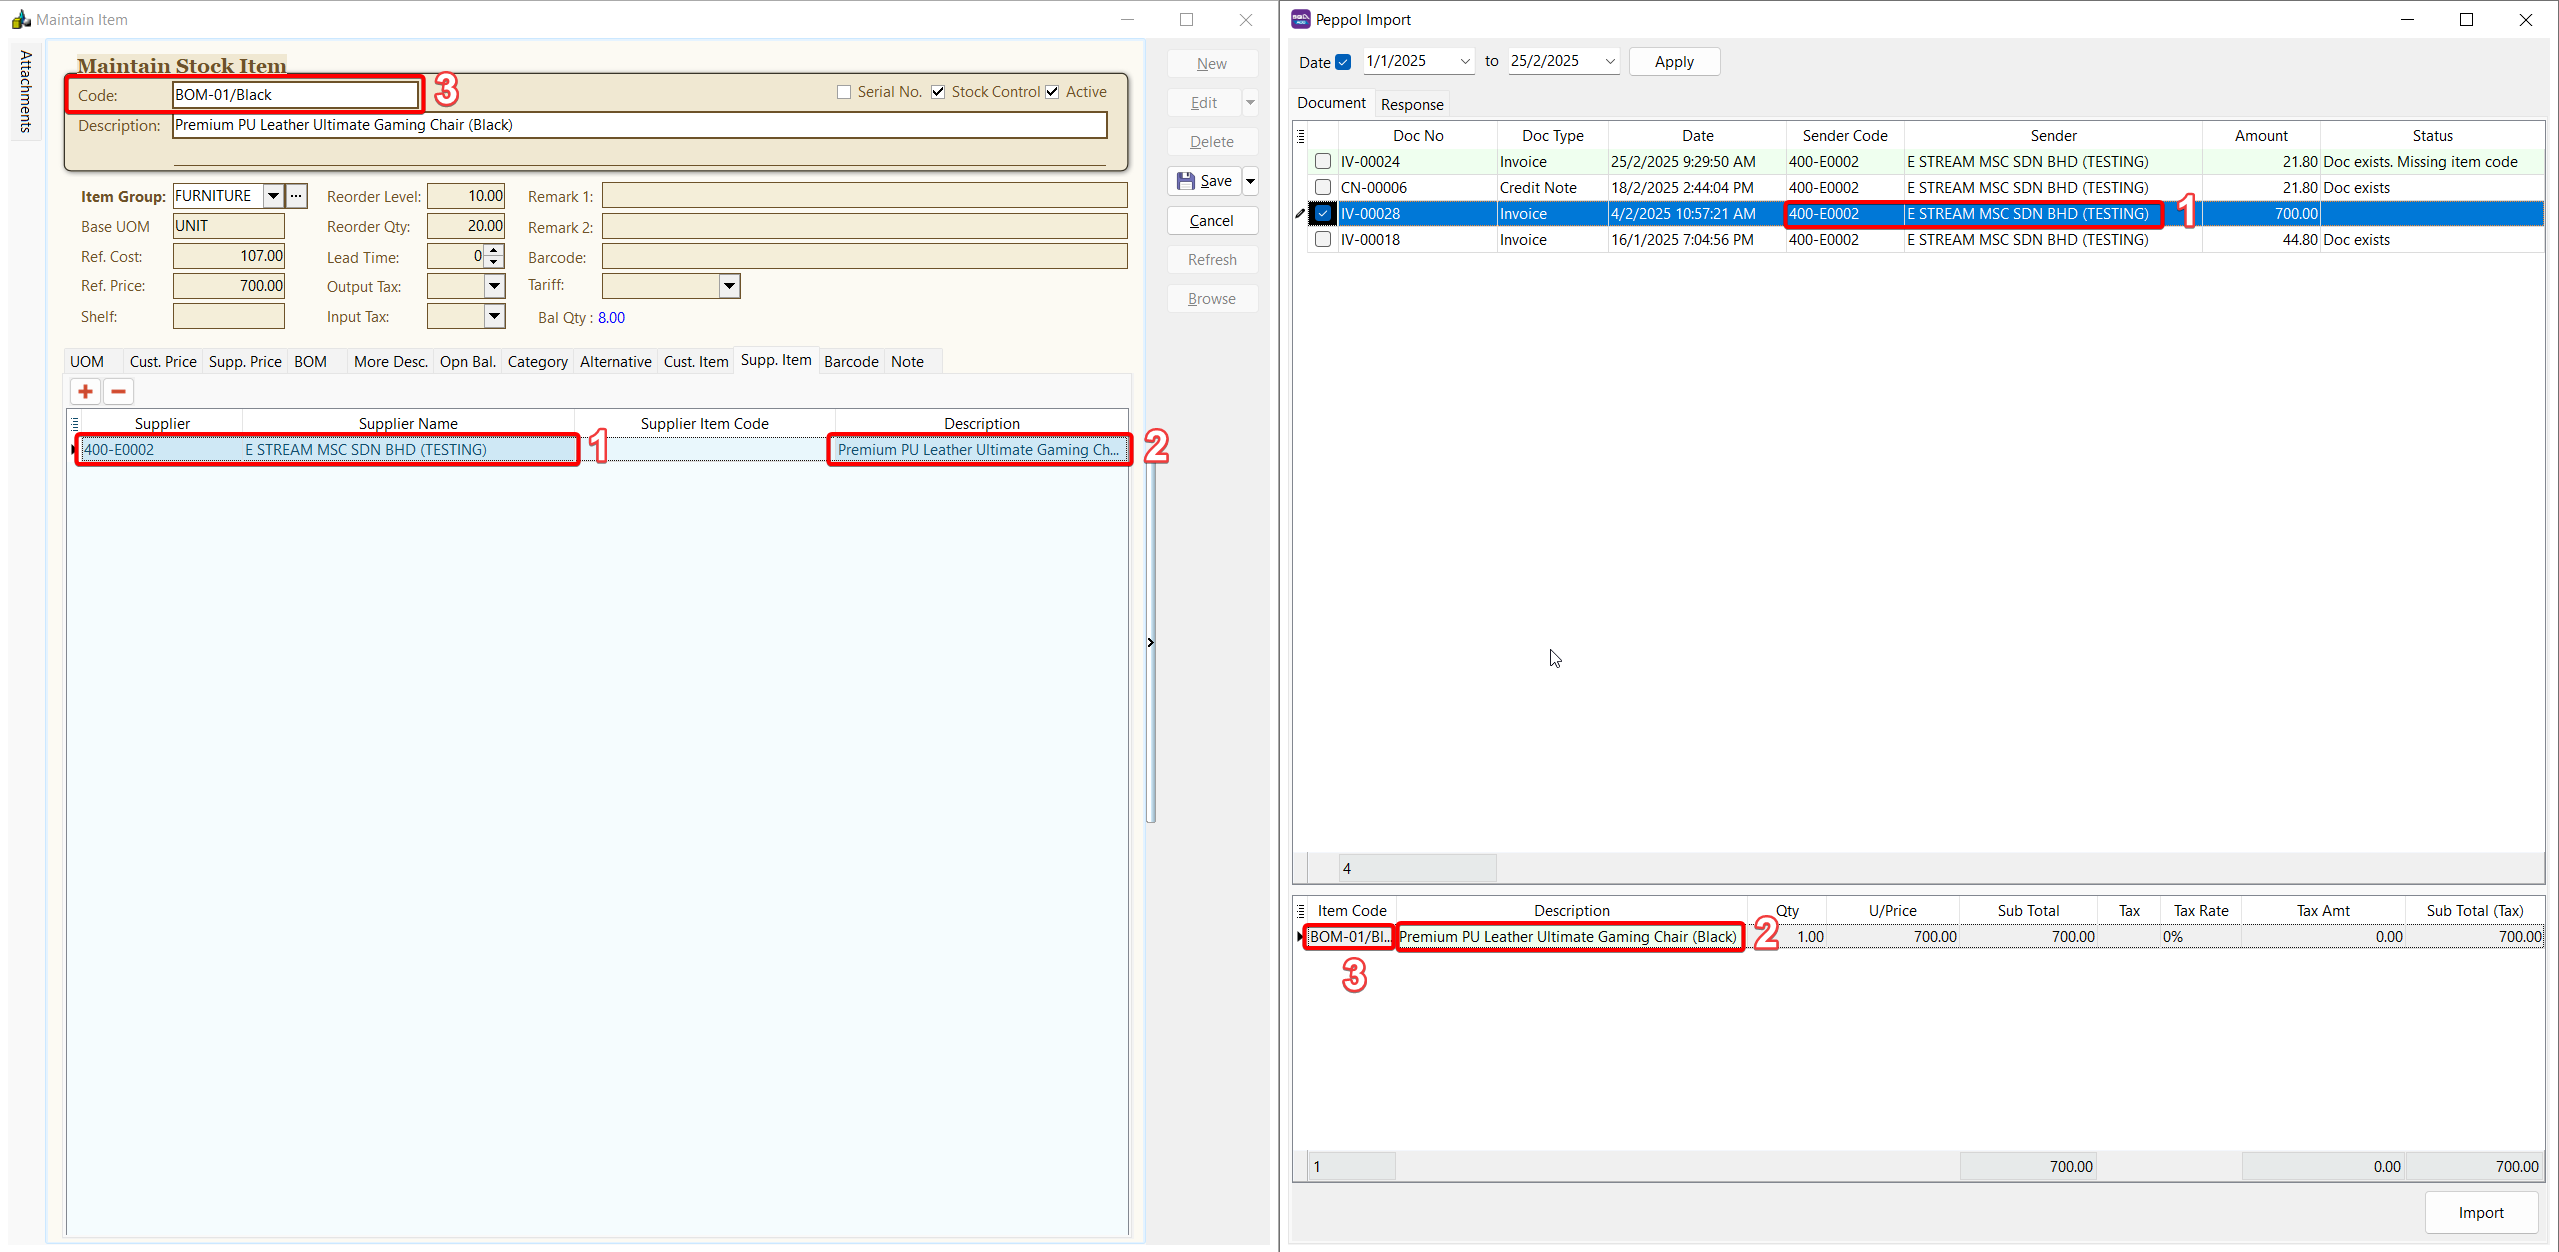 Maintain Item
Attachments
Maintain Stock Item
Code: BOM-01/Black 3 Serial No. Stock Control Active
Description: Premium PU Leather Ultimate Gaming Chair (Black)
Item Group: FURNITURE ... Reorder Level: 10.00 Remark 1:
Base UOM UNIT Reorder Qty: 20.00 Remark 2:
Ref. Cost: 107.00 Lead Time: 0 Barcode:
Ref. Price: 700.00 Output Tax: Tariff:
Shelf: Input Tax: Bal Qty : 8.00
UOM Cust. Price Supp. Price BOM More Desc. Opn Bal. Category Alternative Cust. Item Supp. Item Barcode Note
Supplier Supplier Name Supplier Item Code Description
400-E0002 E STREAM MSC SDN BHD (TESTING) 1 Premium PU Leather Ultimate Gaming Ch... 2
New
Edit
Delete
Save
Cancel
Refresh
Browse
Peppol Import
Date 1/1/2025 to 25/2/2025 Apply
Document Response
Doc No Doc Type Date Sender Code Sender Amount Status
IV-00024 Invoice 25/2/2025 9:29:50 AM 400-E0002 E STREAM MSC SDN BHD (TESTING) 21.80 Doc exists. Missing item code
CN-00006 Credit Note 18/2/2025 2:44:04 PM 400-E0002 E STREAM MSC SDN BHD (TESTING) 21.80 Doc exists
IV-00028 Invoice 4/2/2025 10:57:21 AM 400-E0002 E STREAM MSC SDN BHD (TESTING) 1 700.00
IV-00018 Invoice 16/1/2025 7:04:56 PM 400-E0002 E STREAM MSC SDN BHD (TESTING) 44.80 Doc exists
4
Item Code Description Qty U/Price Sub Total Tax Tax Rate Tax Amt Sub Total (Tax)
BOM-01/Bl... Premium PU Leather Ultimate Gaming Chair (Black) 2 1.00 700.00 700.00 0% 0.00 700.00
3
1 700.00 0.00 700.00
Import